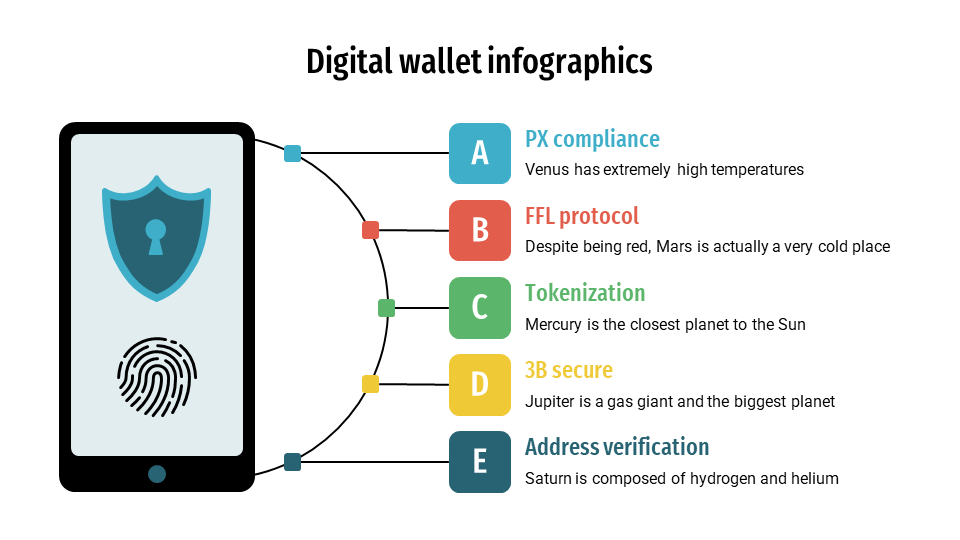 Digital wallet infographics
A
PX compliance
Venus has extremely high temperatures
B
FFL protocol
Despite being red, Mars is actually a very cold place
C
Tokenization
Mercury is the closest planet to the Sun
D
3B secure
Jupiter is a gas giant and the biggest planet
E
Address verification
Saturn is composed of hydrogen and helium